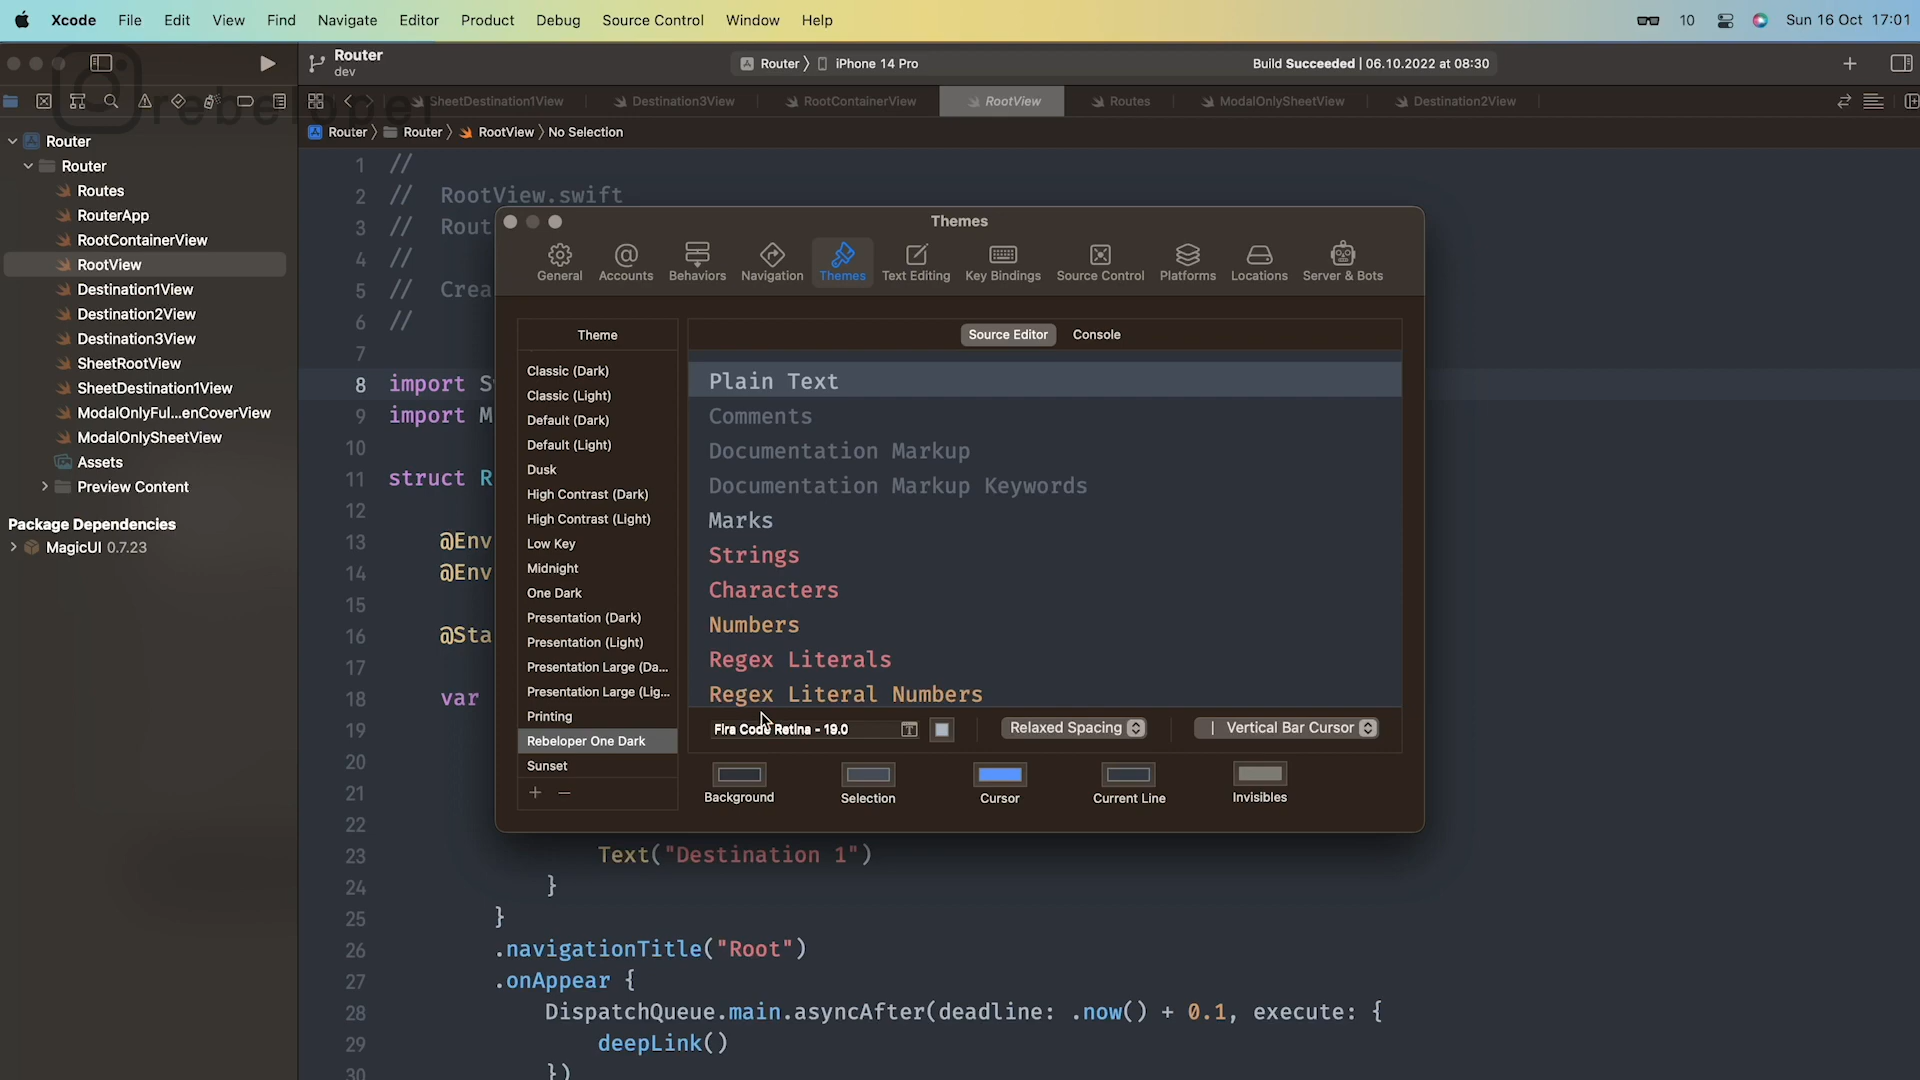 Xcode File Edit View Find Navigate Editor Product Debug Source Control Window Help 10 Sun 16 Oct 17:01
Router
dev
Router iPhone 14 Pro
Build Succeeded | 06.10.2022 at 08:30
rebeloper
SheetDestination1View Destination3View RootContainerView RootView Routes ModalOnlySheetView Destination2View
Router Router RootView No Selection
Router
Router
Routes
RouterApp
RootContainerView
RootView
Destination1View
Destination2View
Destination3View
SheetRootView
SheetDestination1View
ModalOnlyFul...enCoverView
ModalOnlySheetView
Assets
Preview Content
Package Dependencies
MagicUI 0.7.23
1 //
2 // RootView.swift
3 // Rout
4 //
5 // Crea
6 //
7
8 import S
9 import M
10
11 struct R
12
13 @Env
14 @Env
15
16 @Sta
17
18 var
19
20
21
22
23 Text("Destination 1")
24 }
25 }
26 .navigationTitle("Root")
27 .onAppear {
28 DispatchQueue.main.asyncAfter(deadline: .now() + 0.1, execute: {
29 deepLink()
30 })
Themes
General Accounts Behaviors Navigation Themes Text Editing Key Bindings Source Control Platforms Locations Server & Bots
Theme
Classic (Dark)
Classic (Light)
Default (Dark)
Default (Light)
Dusk
High Contrast (Dark)
High Contrast (Light)
Low Key
Midnight
One Dark
Presentation (Dark)
Presentation (Light)
Presentation Large (Da...
Presentation Large (Lig...
Printing
Rebeloper One Dark
Sunset
+ −
Source Editor Console
Plain Text
Comments
Documentation Markup
Documentation Markup Keywords
Marks
Strings
Characters
Numbers
Regex Literals
Regex Literal Numbers
Fira Code Retina - 19.0 T Relaxed Spacing | Vertical Bar Cursor
Background Selection Cursor Current Line Invisibles